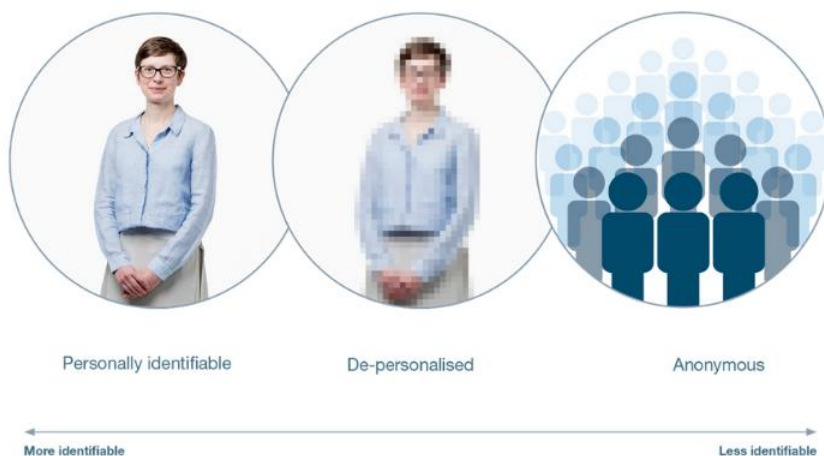 Personally identifiable
De-personalised
Anonymous
More identifiable
Less identifiable